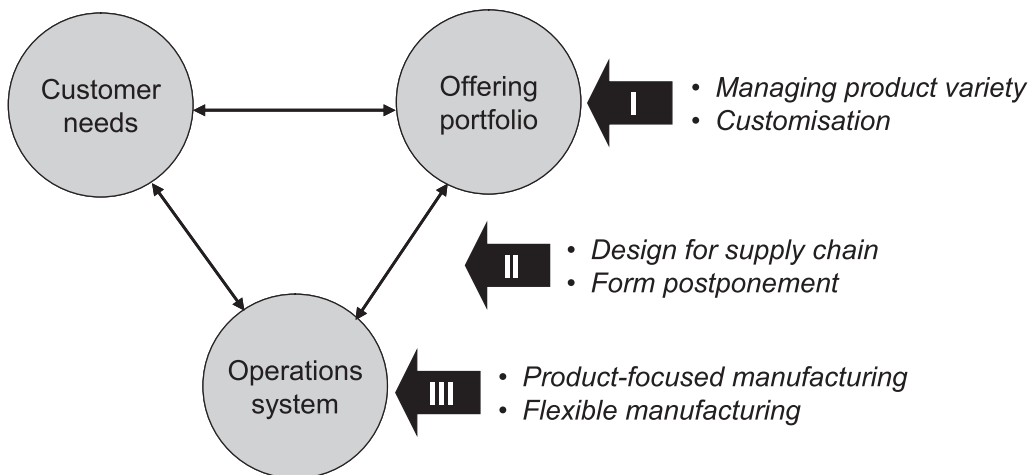 Customer
needs
Offering
portfolio
I
• Managing product variety
• Customisation
II
• Design for supply chain
• Form postponement
Operations
system
III
• Product-focused manufacturing
• Flexible manufacturing